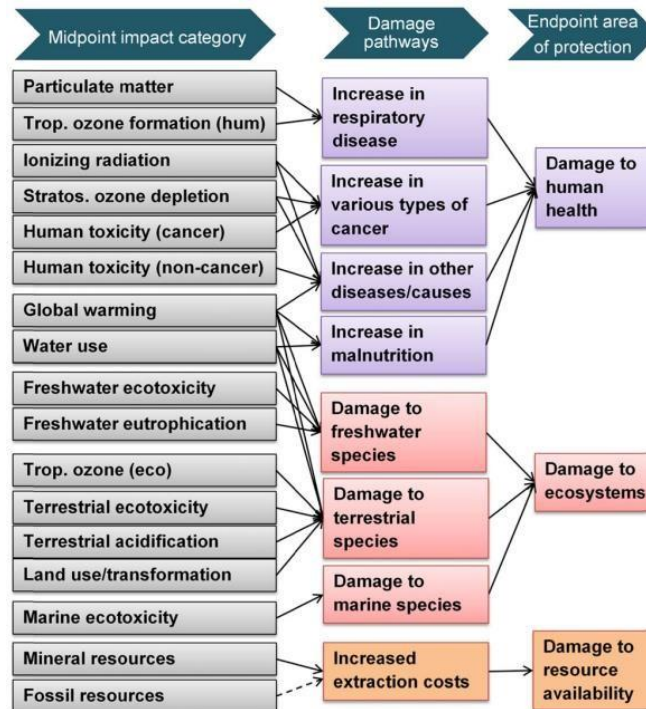 Midpoint impact category
Damage
pathways
Endpoint area
of protection
Particulate matter
Trop. ozone formation (hum)
Ionizing radiation
Stratos. ozone depletion
Human toxicity (cancer)
Human toxicity (non-cancer)
Global warming
Water use
Freshwater ecotoxicity
Freshwater eutrophication
Trop. ozone (eco)
Terrestrial ecotoxicity
Terrestrial acidification
Land use/transformation
Marine ecotoxicity
Mineral resources
Fossil resources
Increase in
respiratory
disease
Increase in
various types of
cancer
Increase in other
diseases/causes
Increase in
malnutrition
Damage to
freshwater
species
Damage to
terrestrial
species
Damage to
marine species
Increased
extraction costs
Damage to
human
health
Damage to
ecosystems
Damage to
resource
availability